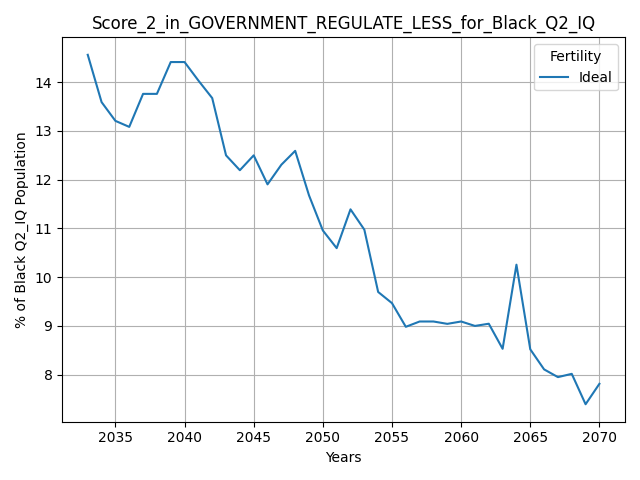 Score_2_in_GOVERNMENT_REGULATE_LESS_for_Black_Q2_IQ
Fertility
Ideal
% of Black Q2_IQ Population
14
13
12
11
10
9
8
2035 2040 2045 2050 2055 2060 2065 2070
Years